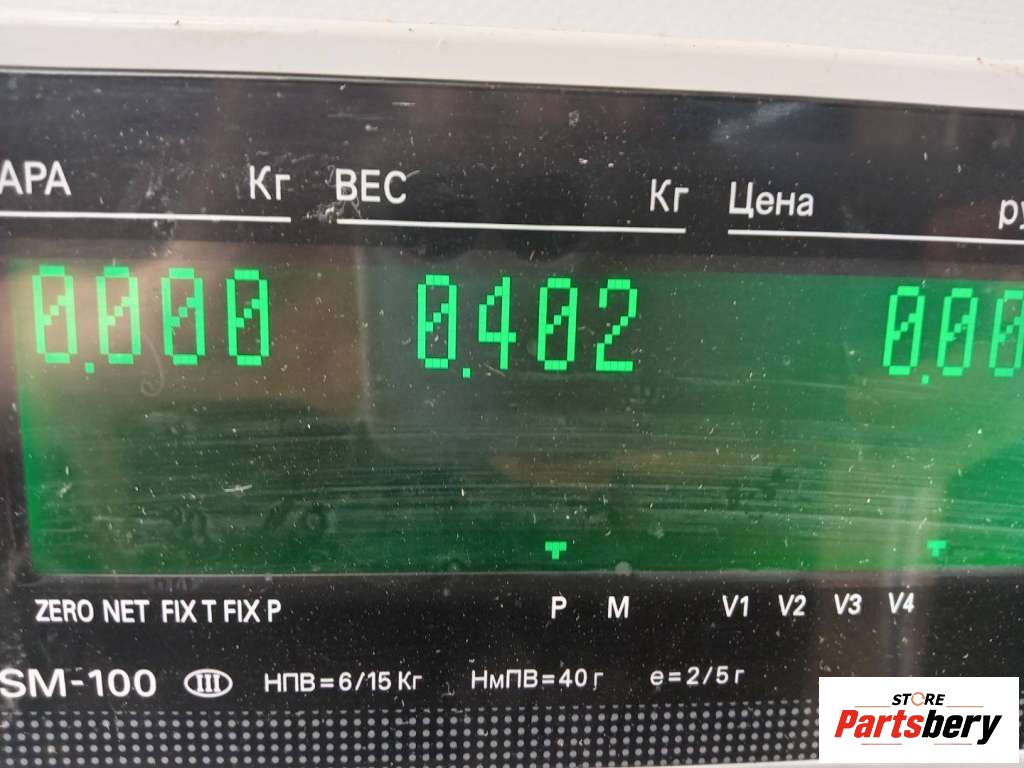 АРА Кг ВЕС Кг Цена ру
0.000 0.402 0.00
ZERO NET FIX T FIX P P M V1 V2 V3 V4
SM-100 III НПВ=6/15 Кг НмПВ=40 г е=2/5 г
STORE
Partsbery